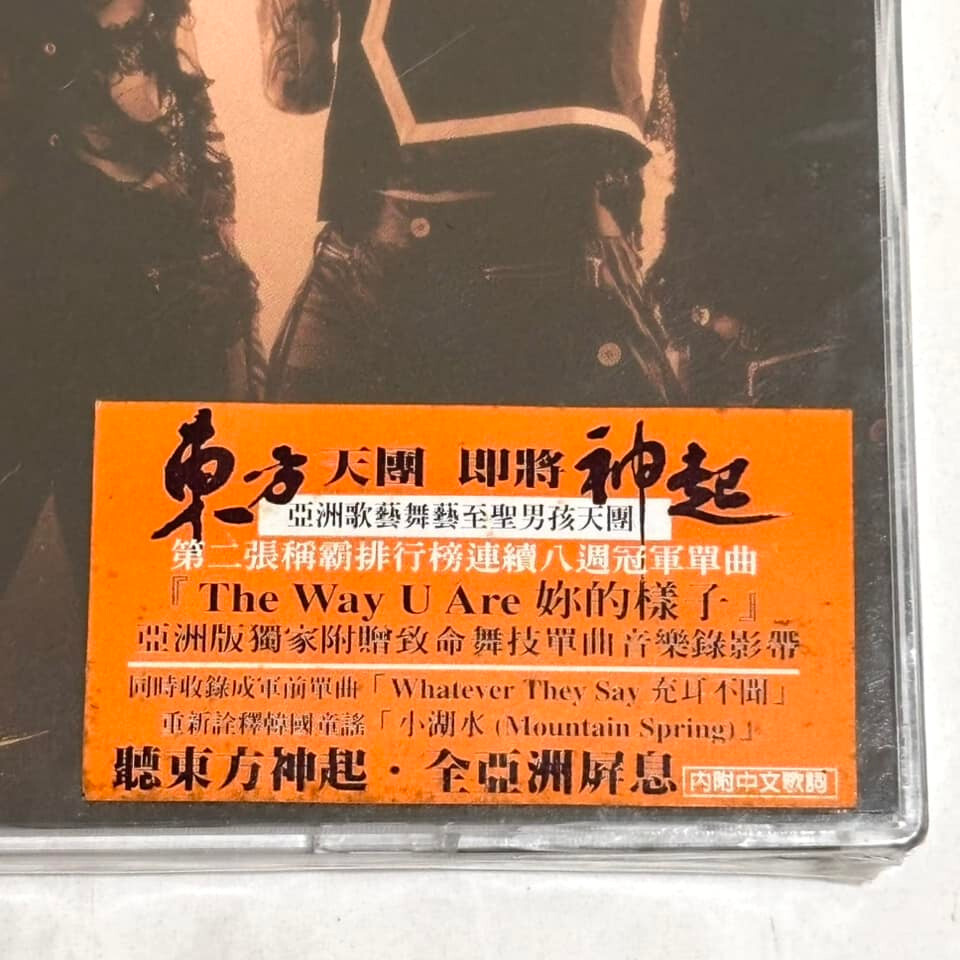 東方天團 即將神起
亞洲歌藝舞藝至聖男孩天團
第二張稱霸排行榜連續八週冠軍單曲
『The Way U Are 妳的樣子』
亞洲版獨家附贈致命舞技單曲音樂錄影帶
同時收錄成軍前單曲「Whatever They Say 充耳不聞」
重新詮釋韓國童謠「小湖水 (Mountain Spring)」
聽東方神起・全亞洲屏息
內附中文歌詞